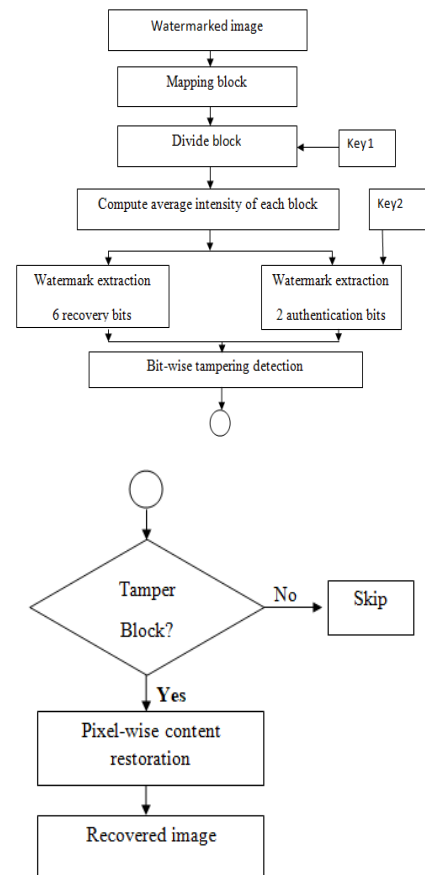 Watermarked image
Mapping block
Divide block
Key1
Compute average intensity of each block
Key2
Watermark extraction
6 recovery bits
Watermark extraction
2 authentication bits
Bit-wise tampering detection
Tamper
Block?
No
Skip
Yes
Pixel-wise content
restoration
Recovered image